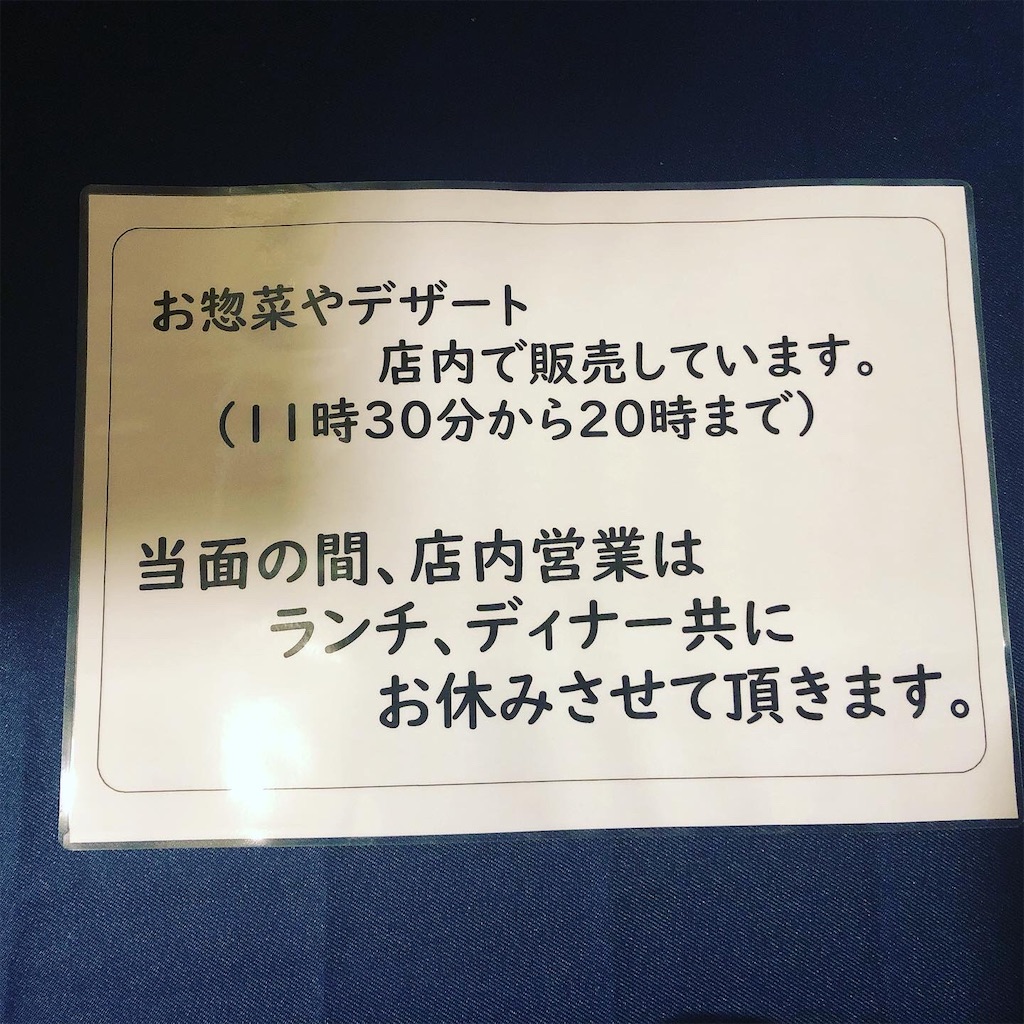 お惣菜やデザート
店内で販売しています。
(11時30分から20時まで)
当面の間、店内営業は
ランチ、ディナー共に
お休みさせて頂きます。